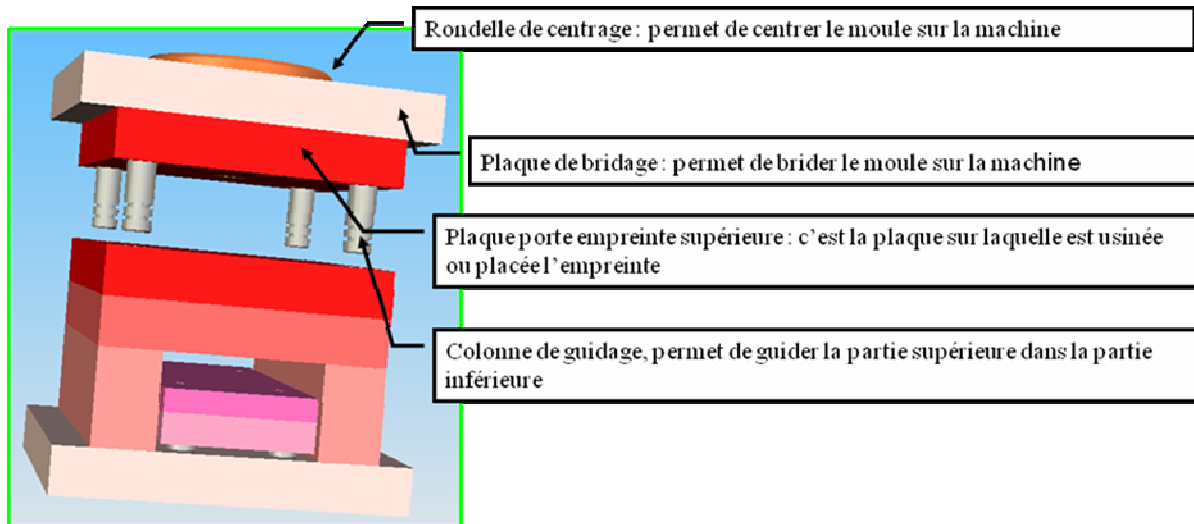 Rondelle de centrage : permet de centrer le moule sur la machine
Plaque de bridage : permet de brider le moule sur la machine
Plaque porte empreinte supérieure : c’est la plaque sur laquelle est usinée
ou placée l’empreinte
Colonne de guidage, permet de guider la partie supérieure dans la partie
inférieure